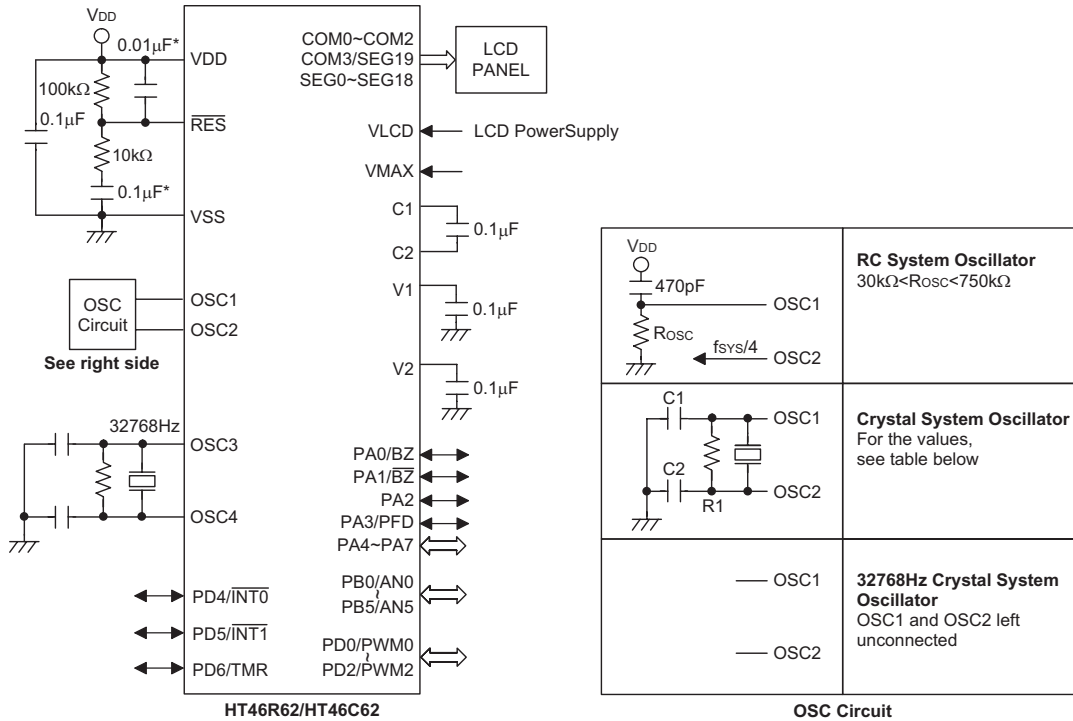 VDD
0.01μF*
VDD
100kΩ
0.1μF
RES
10kΩ
0.1μF*
VSS
OSC
Circuit
OSC1
OSC2
See right side
32768Hz
OSC3
OSC4
PD4/INT0
PD5/INT1
PD6/TMR
COM0~COM2
COM3/SEG19
SEG0~SEG18
LCD
PANEL
VLCD
LCD PowerSupply
VMAX
C1
0.1μF
C2
V1
0.1μF
V2
0.1μF
PA0/BZ
PA1/BZ
PA2
PA3/PFD
PA4~PA7
PB0/AN0
~
PB5/AN5
PD0/PWM0
~
PD2/PWM2
HT46R62/HT46C62
VDD
470pF
OSC1
ROSC
fSYS/4
OSC2
RC System Oscillator
30kΩ<ROSC<750kΩ
C1
OSC1
C2
R1
OSC2
Crystal System Oscillator
For the values,
see table below
OSC1
OSC2
32768Hz Crystal System
Oscillator
OSC1 and OSC2 left
unconnected
OSC Circuit